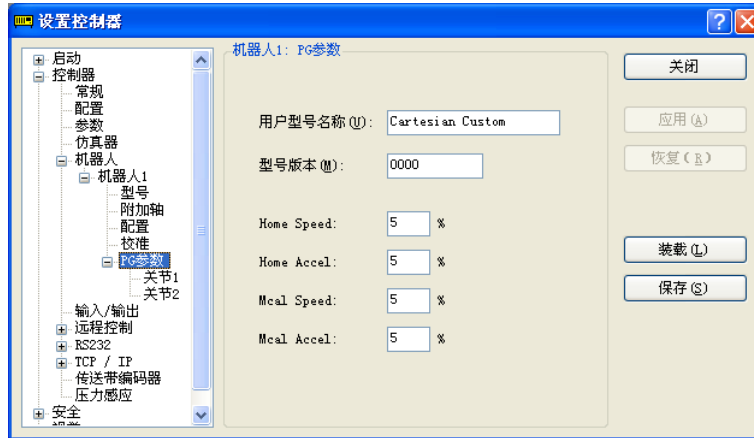 设置控制器
启动
控制器
常规
配置
参数
仿真器
机器人
机器人1
型号
附加轴
配置
校准
PG参数
关节1
关节2
输入/输出
远程控制
RS232
TCP / IP
传送带编码器
压力感应
安全
机器人1: PG参数
用户型号名称(U): Cartesian Custom
型号版本(M): 0000
Home Speed: 5 %
Home Accel: 5 %
Mcal Speed: 5 %
Mcal Accel: 5 %
关闭
应用(A)
恢复(R)
装载(L)
保存(S)